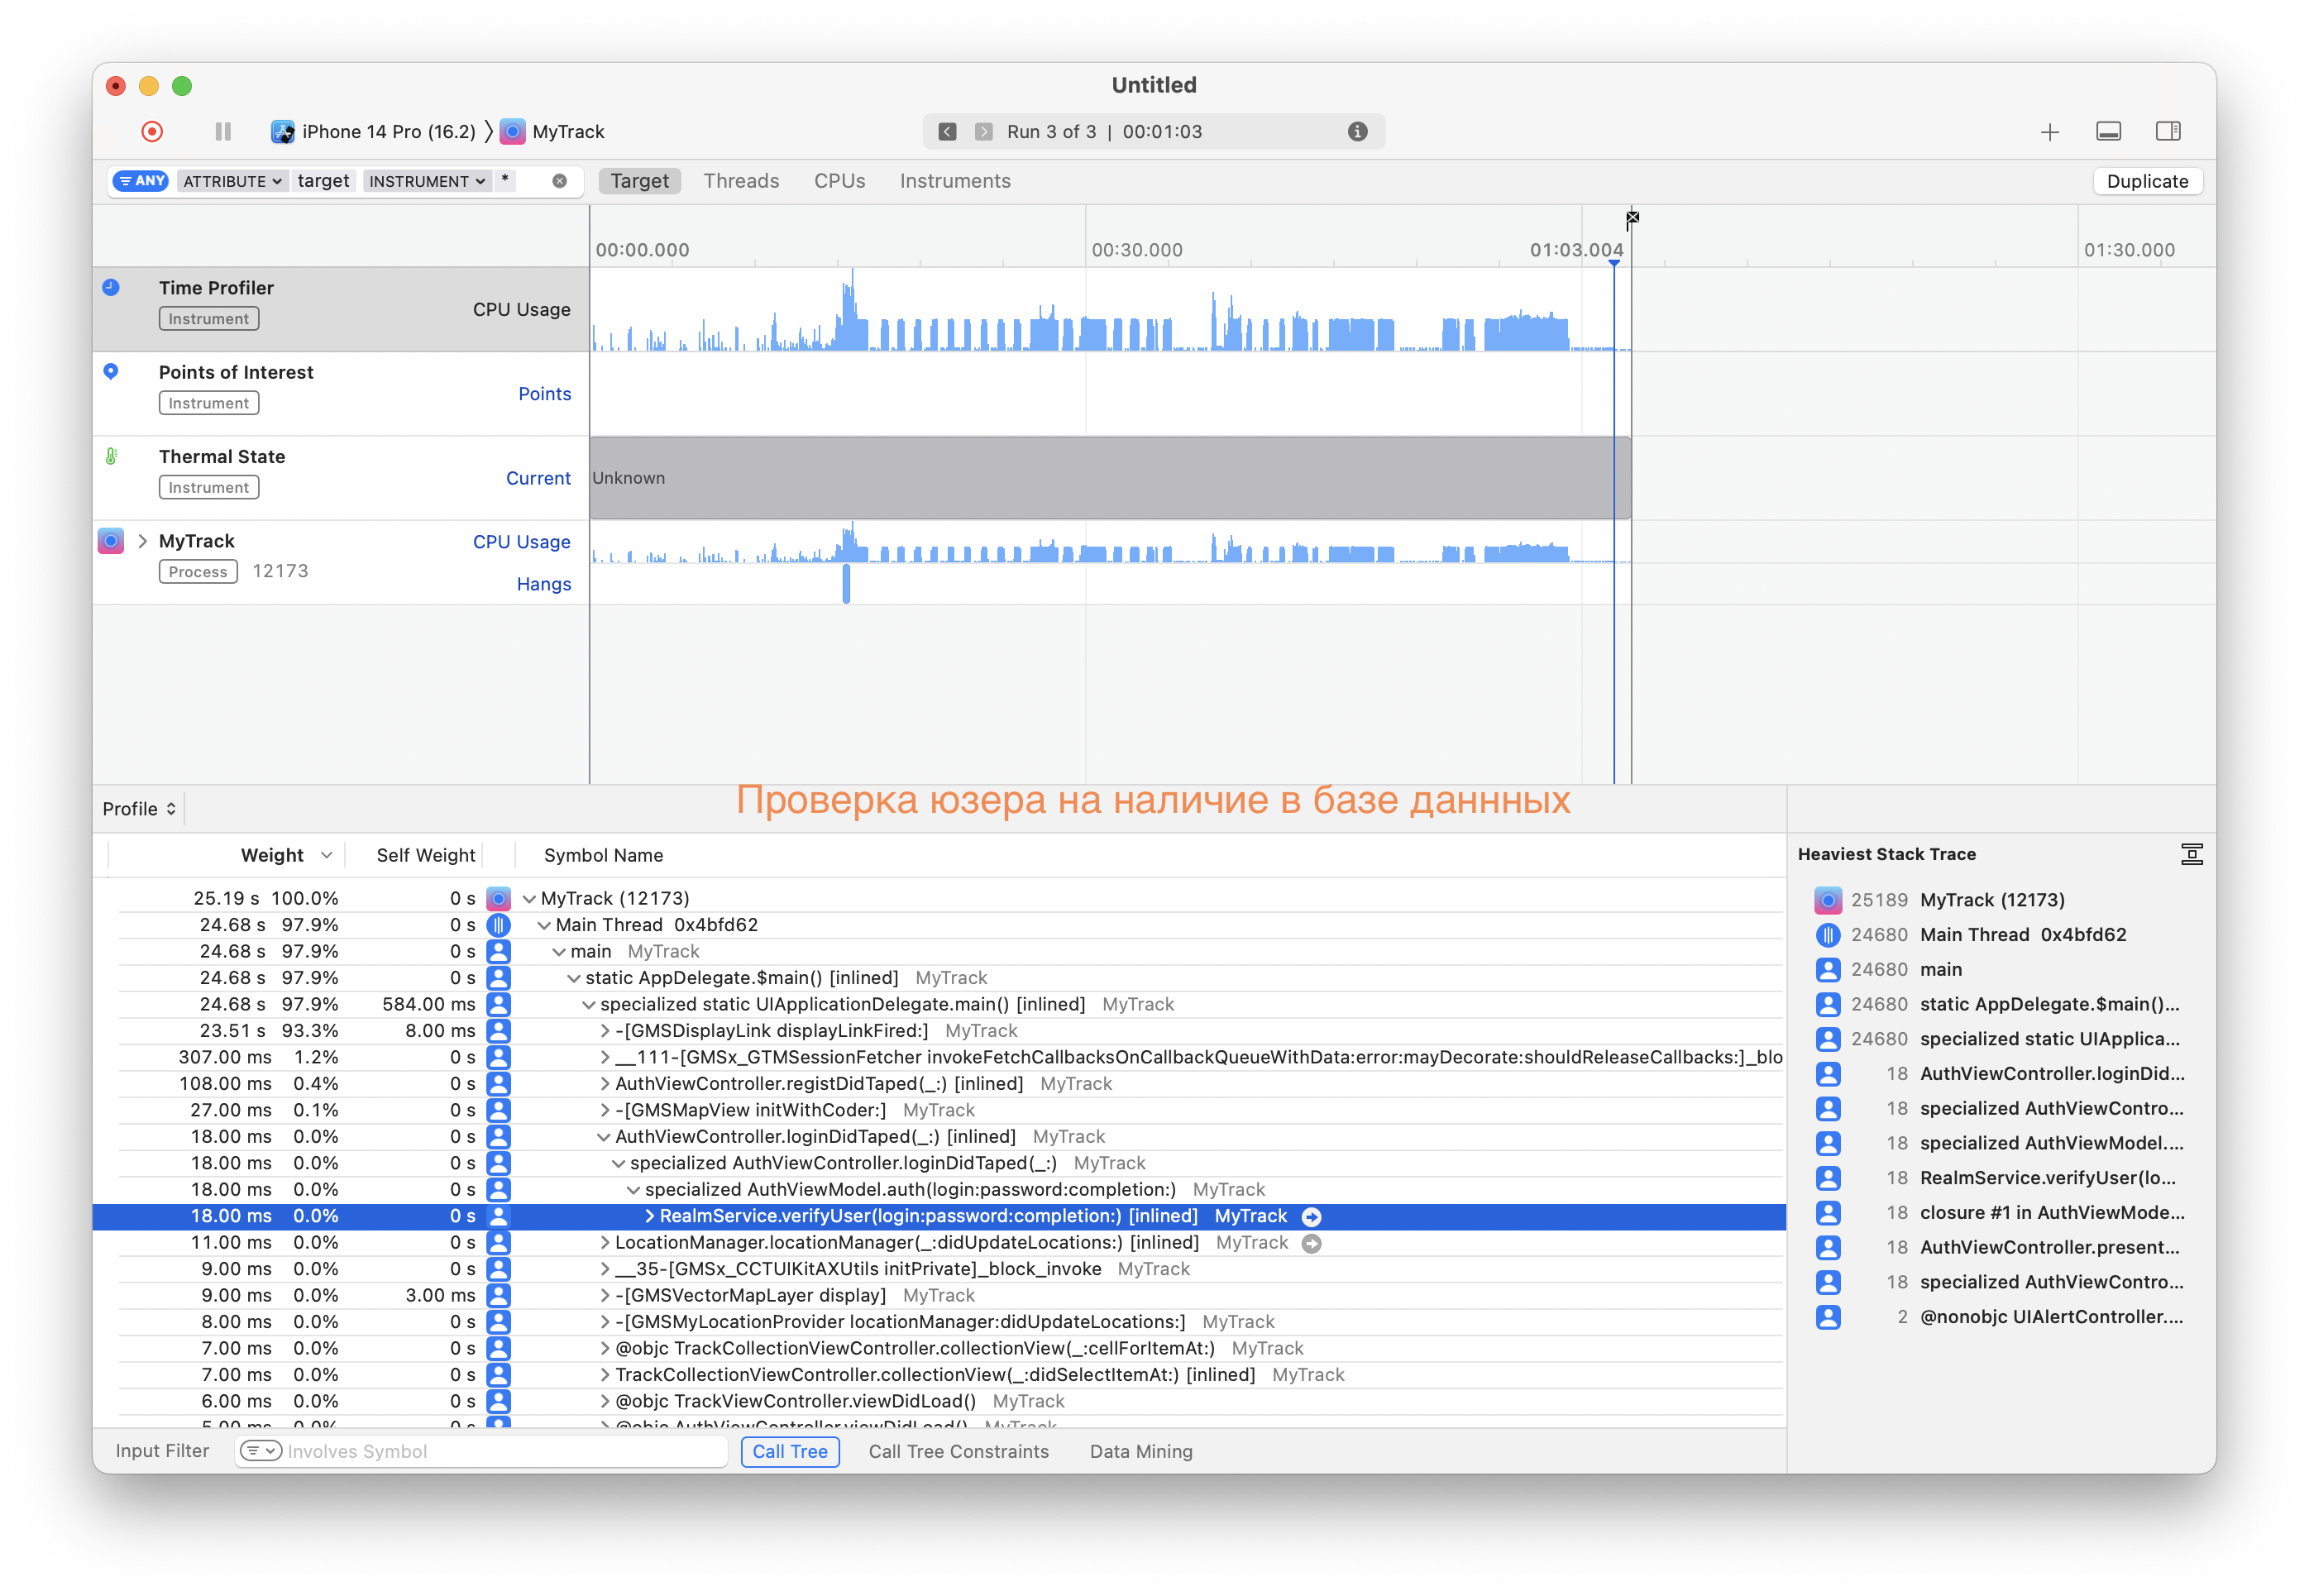 Untitled
iPhone 14 Pro (16.2) MyTrack
Run 3 of 3 | 00:01:03
ANY ATTRIBUTE target INSTRUMENT * Target Threads CPUs Instruments Duplicate
00:00.000 00:30.000 01:03.004 01:30.000
Time Profiler
Instrument
CPU Usage
Points of Interest
Instrument
Points
Thermal State
Instrument
Current
Unknown
MyTrack
CPU Usage
Process 12173
Hangs
Проверка юзера на наличие в базе даннных
Profile
Weight Self Weight Symbol Name
25.19 s 100.0% 0 s MyTrack (12173)
24.68 s 97.9% 0 s Main Thread 0x4bfd62
24.68 s 97.9% 0 s main MyTrack
24.68 s 97.9% 0 s static AppDelegate.$main() [inlined] MyTrack
24.68 s 97.9% 584.00 ms specialized static UIApplicationDelegate.main() [inlined] MyTrack
23.51 s 93.3% 8.00 ms -[GMSDisplayLink displayLinkFired:] MyTrack
307.00 ms 1.2% 0 s __111-[GMSx_GTMSessionFetcher invokeFetchCallbacksOnCallbackQueueWithData:error:mayDecorate:shouldReleaseCallbacks:]_blo
108.00 ms 0.4% 0 s AuthViewController.registDidTaped(_:) [inlined] MyTrack
27.00 ms 0.1% 0 s -[GMSMapView initWithCoder:] MyTrack
18.00 ms 0.0% 0 s AuthViewController.loginDidTaped(_:) [inlined] MyTrack
18.00 ms 0.0% 0 s specialized AuthViewController.loginDidTaped(_:) MyTrack
18.00 ms 0.0% 0 s specialized AuthViewModel.auth(login:password:completion:) MyTrack
18.00 ms 0.0% 0 s RealmService.verifyUser(login:password:completion:) [inlined] MyTrack
11.00 ms 0.0% 0 s LocationManager.locationManager(_:didUpdateLocations:) [inlined] MyTrack
9.00 ms 0.0% 0 s __35-[GMSx_CCTUIKitAXUtils initPrivate]_block_invoke MyTrack
9.00 ms 0.0% 3.00 ms -[GMSVectorMapLayer display] MyTrack
8.00 ms 0.0% 0 s -[GMSMyLocationProvider locationManager:didUpdateLocations:] MyTrack
7.00 ms 0.0% 0 s @objc TrackCollectionViewController.collectionView(_:cellForItemAt:) MyTrack
7.00 ms 0.0% 0 s TrackCollectionViewController.collectionView(_:didSelectItemAt:) [inlined] MyTrack
6.00 ms 0.0% 0 s @objc TrackViewController.viewDidLoad() MyTrack
5.00 ms 0.0% 0 s @objc AuthViewController.viewDidLoad() MyTrack
Heaviest Stack Trace
25189 MyTrack (12173)
24680 Main Thread 0x4bfd62
24680 main
24680 static AppDelegate.$main()...
24680 specialized static UIApplica...
18 AuthViewController.loginDid...
18 specialized AuthViewContro...
18 specialized AuthViewModel....
18 RealmService.verifyUser(lo...
18 closure #1 in AuthViewMode...
18 AuthViewController.present...
18 specialized AuthViewContro...
2 @nonobjc UIAlertController....
Input Filter Involves Symbol Call Tree Call Tree Constraints Data Mining